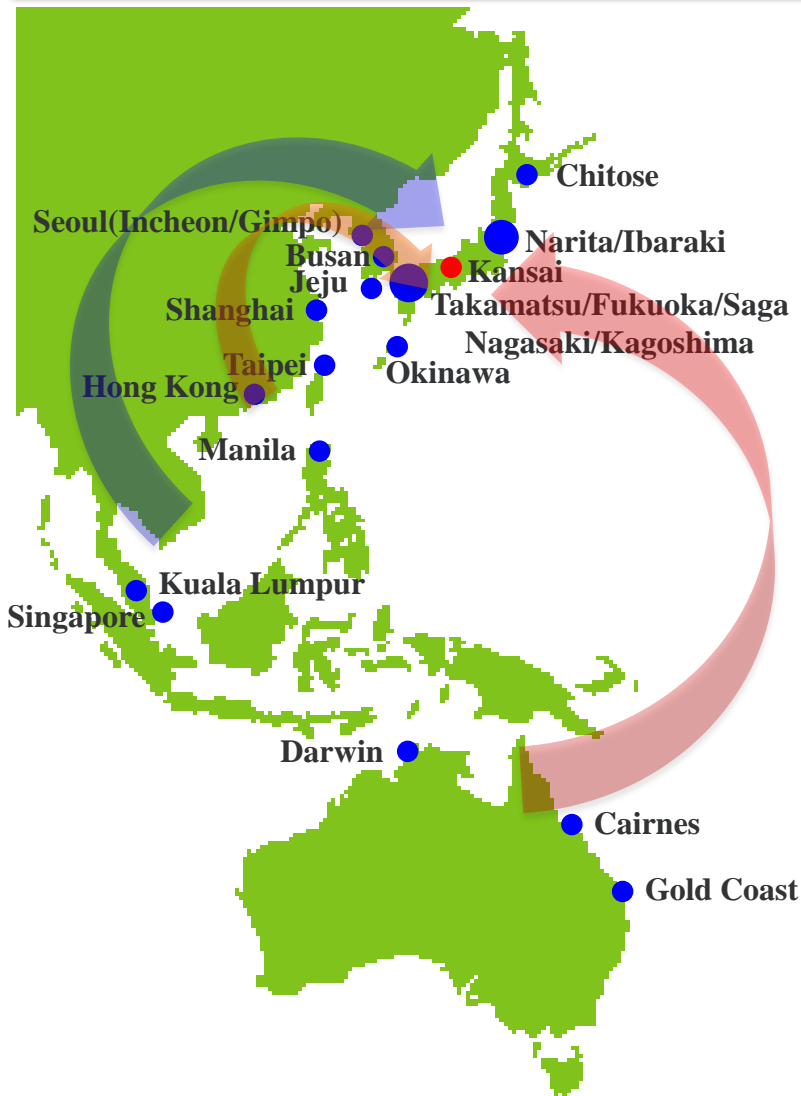 Chitose
Seoul(Incheon/Gimpo)
Narita/Ibaraki
Busan
Kansai
Jeju
Takamatsu/Fukuoka/Saga
Shanghai
Nagasaki/Kagoshima
Taipei
Okinawa
Hong Kong
Manila
Kuala Lumpur
Singapore
Darwin
Cairnes
Gold Coast